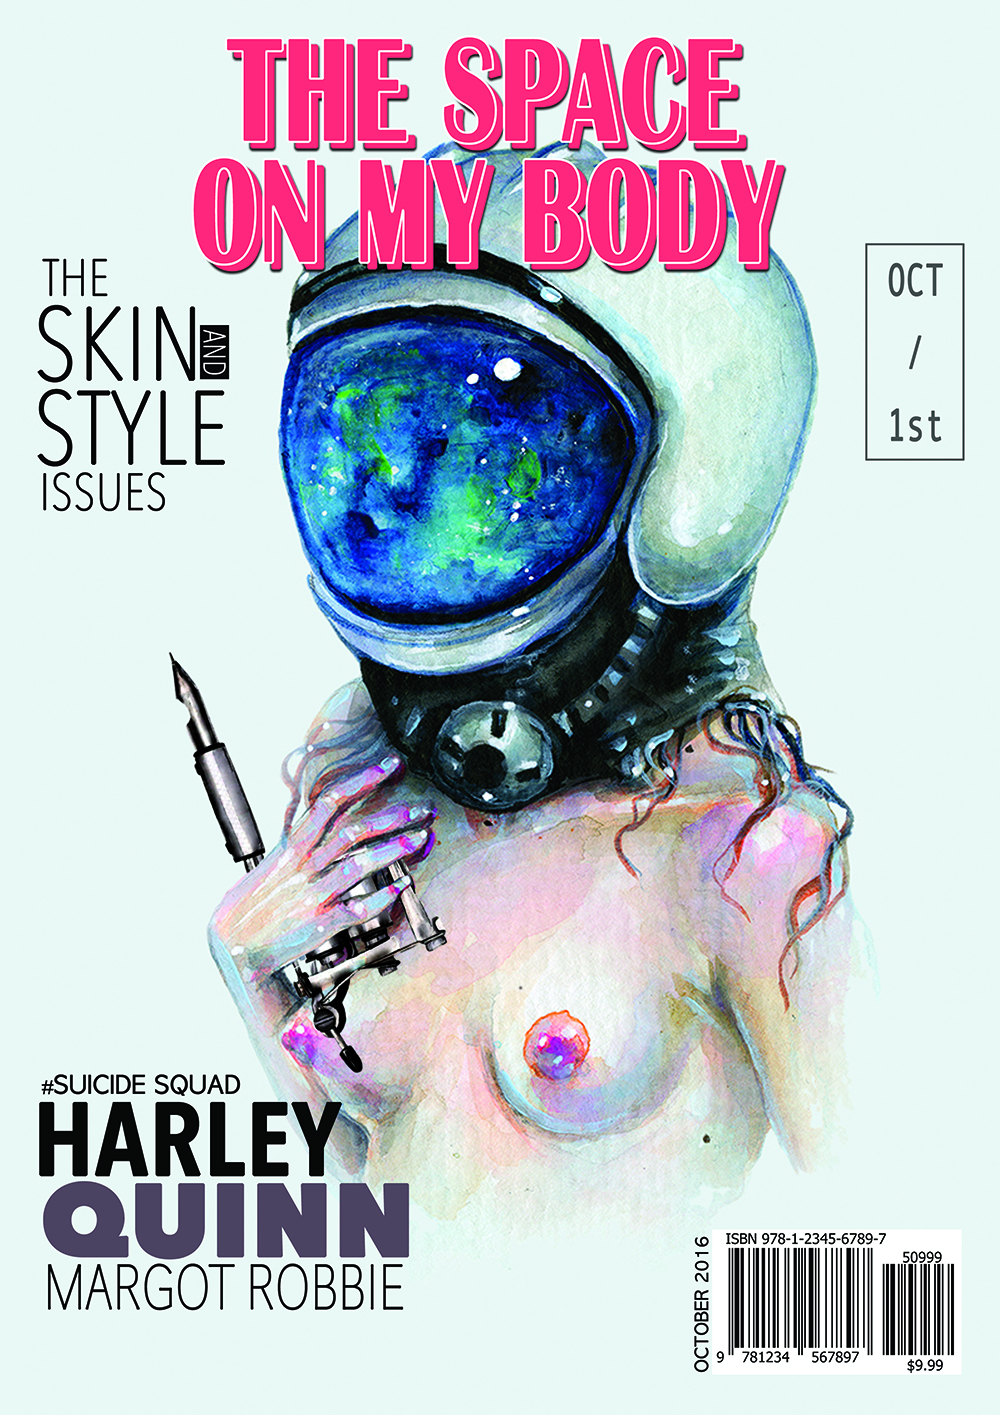 THE SPACE
ON MY BODY
THE
SKIN AND
STYLE
ISSUES
OCT
/
1st
#SUICIDE SQUAD
HARLEY
QUINN
MARGOT ROBBIE
OCTOBER 2016
ISBN 978-1-2345-6789-7
50999
9 781234 567897
$9.99